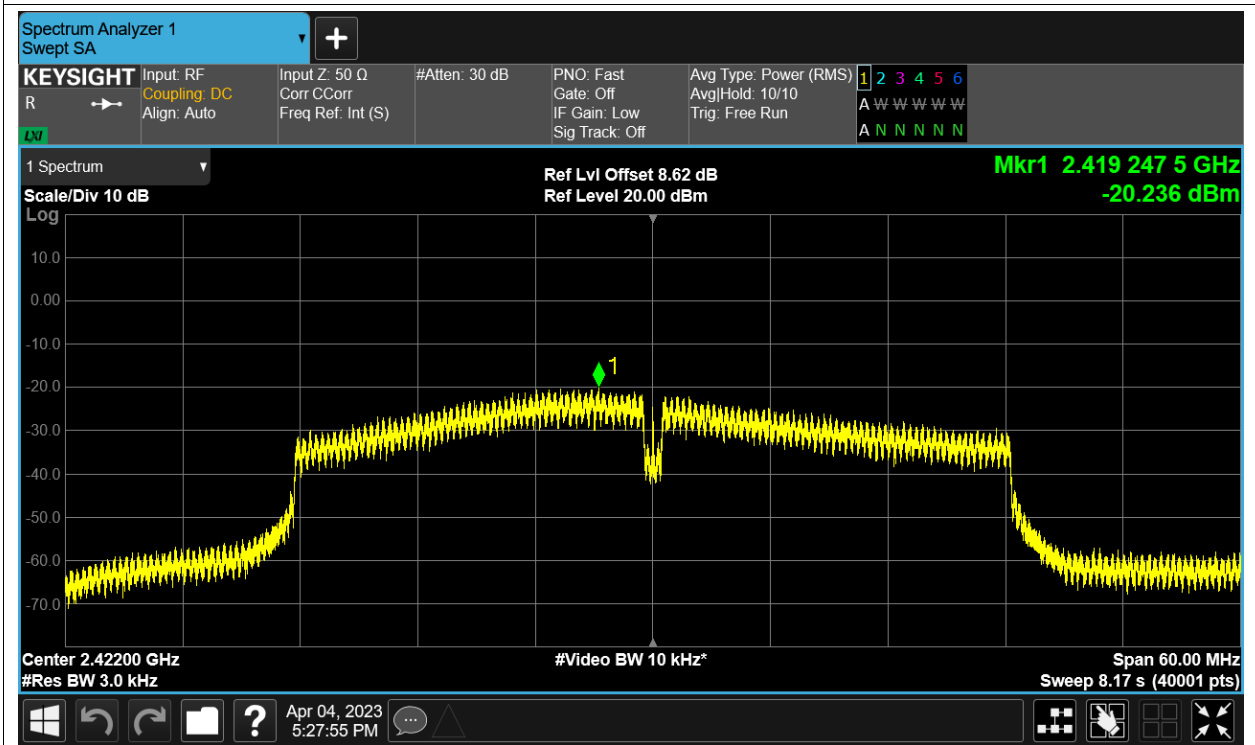 Spectrum Analyzer 1
Swept SA
KEYSIGHT
R
LXI
Input: RF
Coupling: DC
Align: Auto
Input Z: 50 Ω
Corr CCorr
Freq Ref: Int (S)
#Atten: 30 dB
PNO: Fast
Gate: Off
IF Gain: Low
Sig Track: Off
Avg Type: Power (RMS)
Avg|Hold: 10/10
Trig: Free Run
1 2 3 4 5 6
A W W W W W
A N N N N N
1 Spectrum
Scale/Div 10 dB
Log
Ref Lvl Offset 8.62 dB
Ref Level 20.00 dBm
Mkr1 2.419 247 5 GHz
-20.236 dBm
10.0
0.00
-10.0
-20.0
-30.0
-40.0
-50.0
-60.0
-70.0
1
Center 2.42200 GHz
#Res BW 3.0 kHz
#Video BW 10 kHz*
Span 60.00 MHz
Sweep 8.17 s (40001 pts)
?
Apr 04, 2023
5:27:55 PM